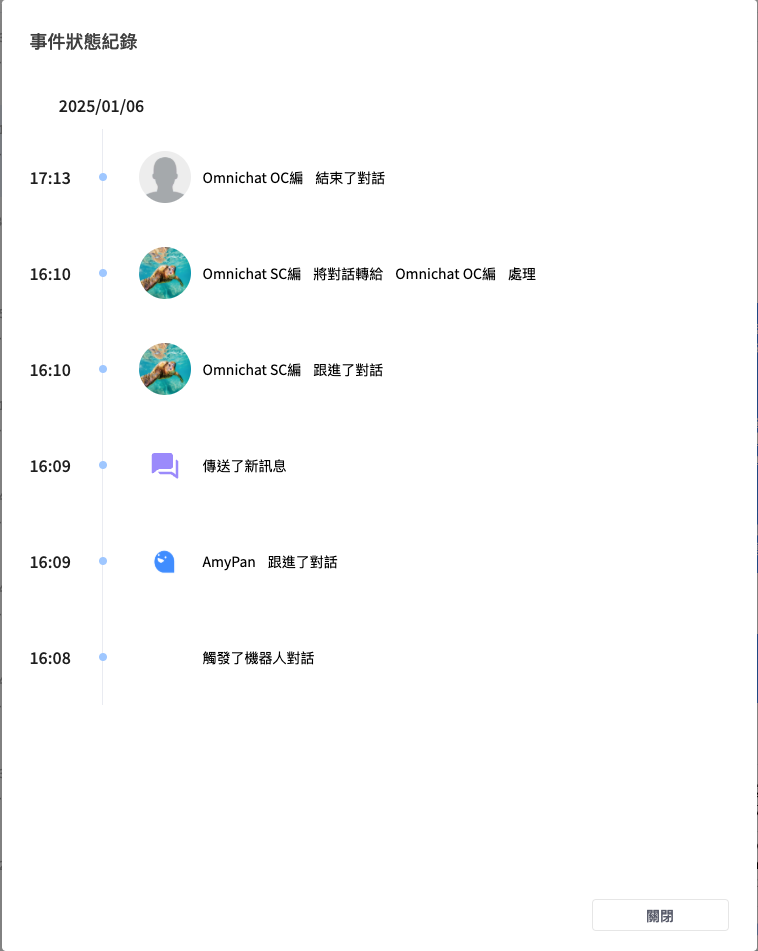 事件狀態紀錄
2025/01/06
17:13 Omnichat OC編 結束了對話
16:10 Omnichat SC編 將對話轉給 Omnichat OC編 處理
16:10 Omnichat SC編 跟進了對話
16:09 傳送了新訊息
16:09 AmyPan 跟進了對話
16:08 觸發了機器人對話
關閉